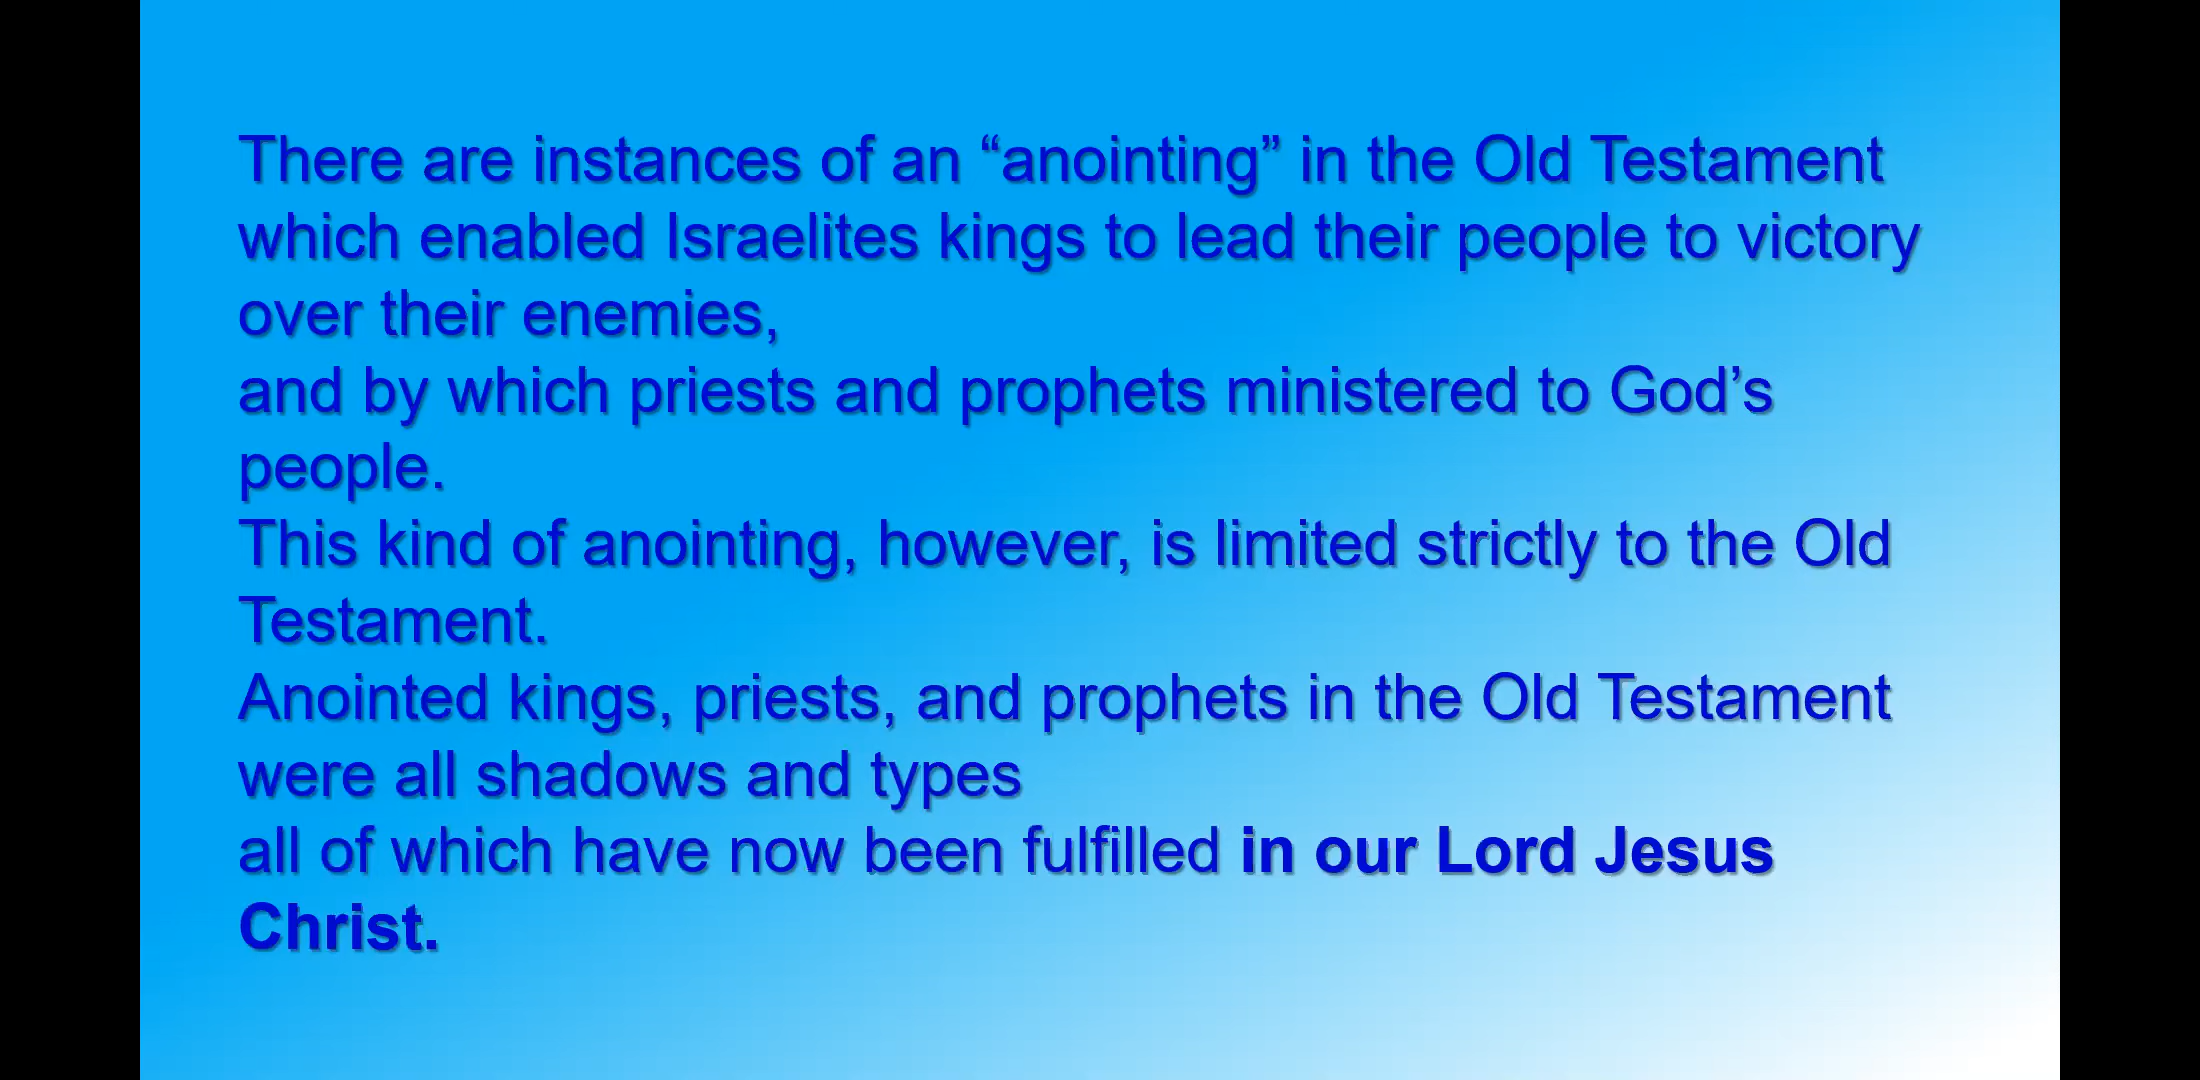 There are instances of an “anointing” in the Old Testament
which enabled Israelites kings to lead their people to victory
over their enemies,
and by which priests and prophets ministered to God’s
people.
This kind of anointing, however, is limited strictly to the Old
Testament.
Anointed kings, priests, and prophets in the Old Testament
were all shadows and types
all of which have now been fulfilled in our Lord Jesus
Christ.